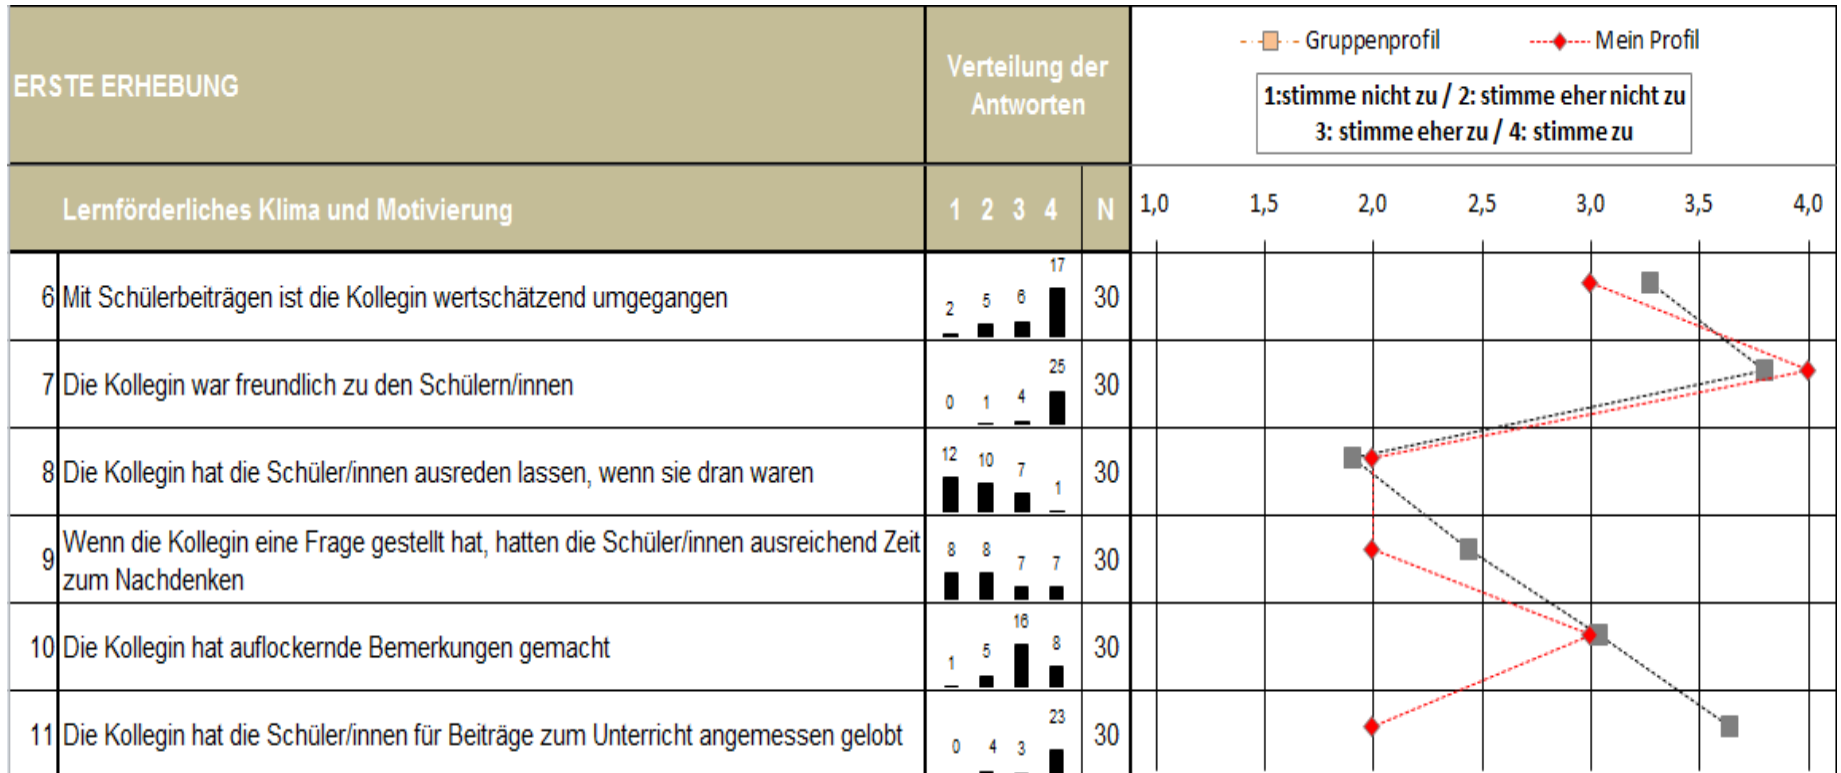 ERSTE ERHEBUNG
Verteilung der
Antworten
Gruppenprofil
Mein Profil
1:stimme nicht zu / 2: stimme eher nicht zu
3: stimme eher zu / 4: stimme zu
Lernförderliches Klima und Motivierung
1 2 3 4 N
1,0 1,5 2,0 2,5 3,0 3,5 4,0
6 Mit Schülerbeiträgen ist die Kollegin wertschätzend umgegangen
2 5 6 17
30
7 Die Kollegin war freundlich zu den Schülern/innen
0 1 4 25
30
8 Die Kollegin hat die Schüler/innen ausreden lassen, wenn sie dran waren
12 10 7 1
30
9 Wenn die Kollegin eine Frage gestellt hat, hatten die Schüler/innen ausreichend Zeit
zum Nachdenken
8 8 7 7
30
10 Die Kollegin hat auflockernde Bemerkungen gemacht
1 5 16 8
30
11 Die Kollegin hat die Schüler/innen für Beiträge zum Unterricht angemessen gelobt
0 4 3 23
30